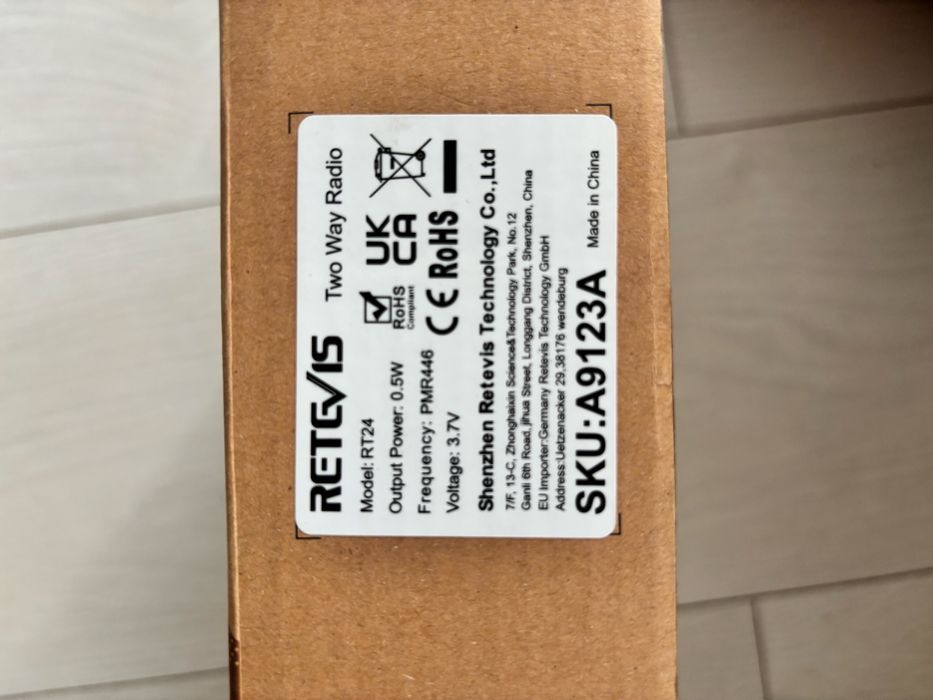 RETEVIS Two Way Radio
Model: RT24
Output Power: 0.5W
Frequency: PMR446
Voltage: 3.7V
RoHS
Compliant
UK
CA
CE RoHS
Shenzhen Retevis Technology Co.,Ltd
7/F, 13-C, Zhonghaixin Science&Technology Park, No.12
Ganli 6th Road, jihua Street, Longgang District, Shenzhen, China
EU Importer:Germany Retevis Technology GmbH
Address:Uetzenacker 29,38176 wendeburg
SKU:A9123A Made in China